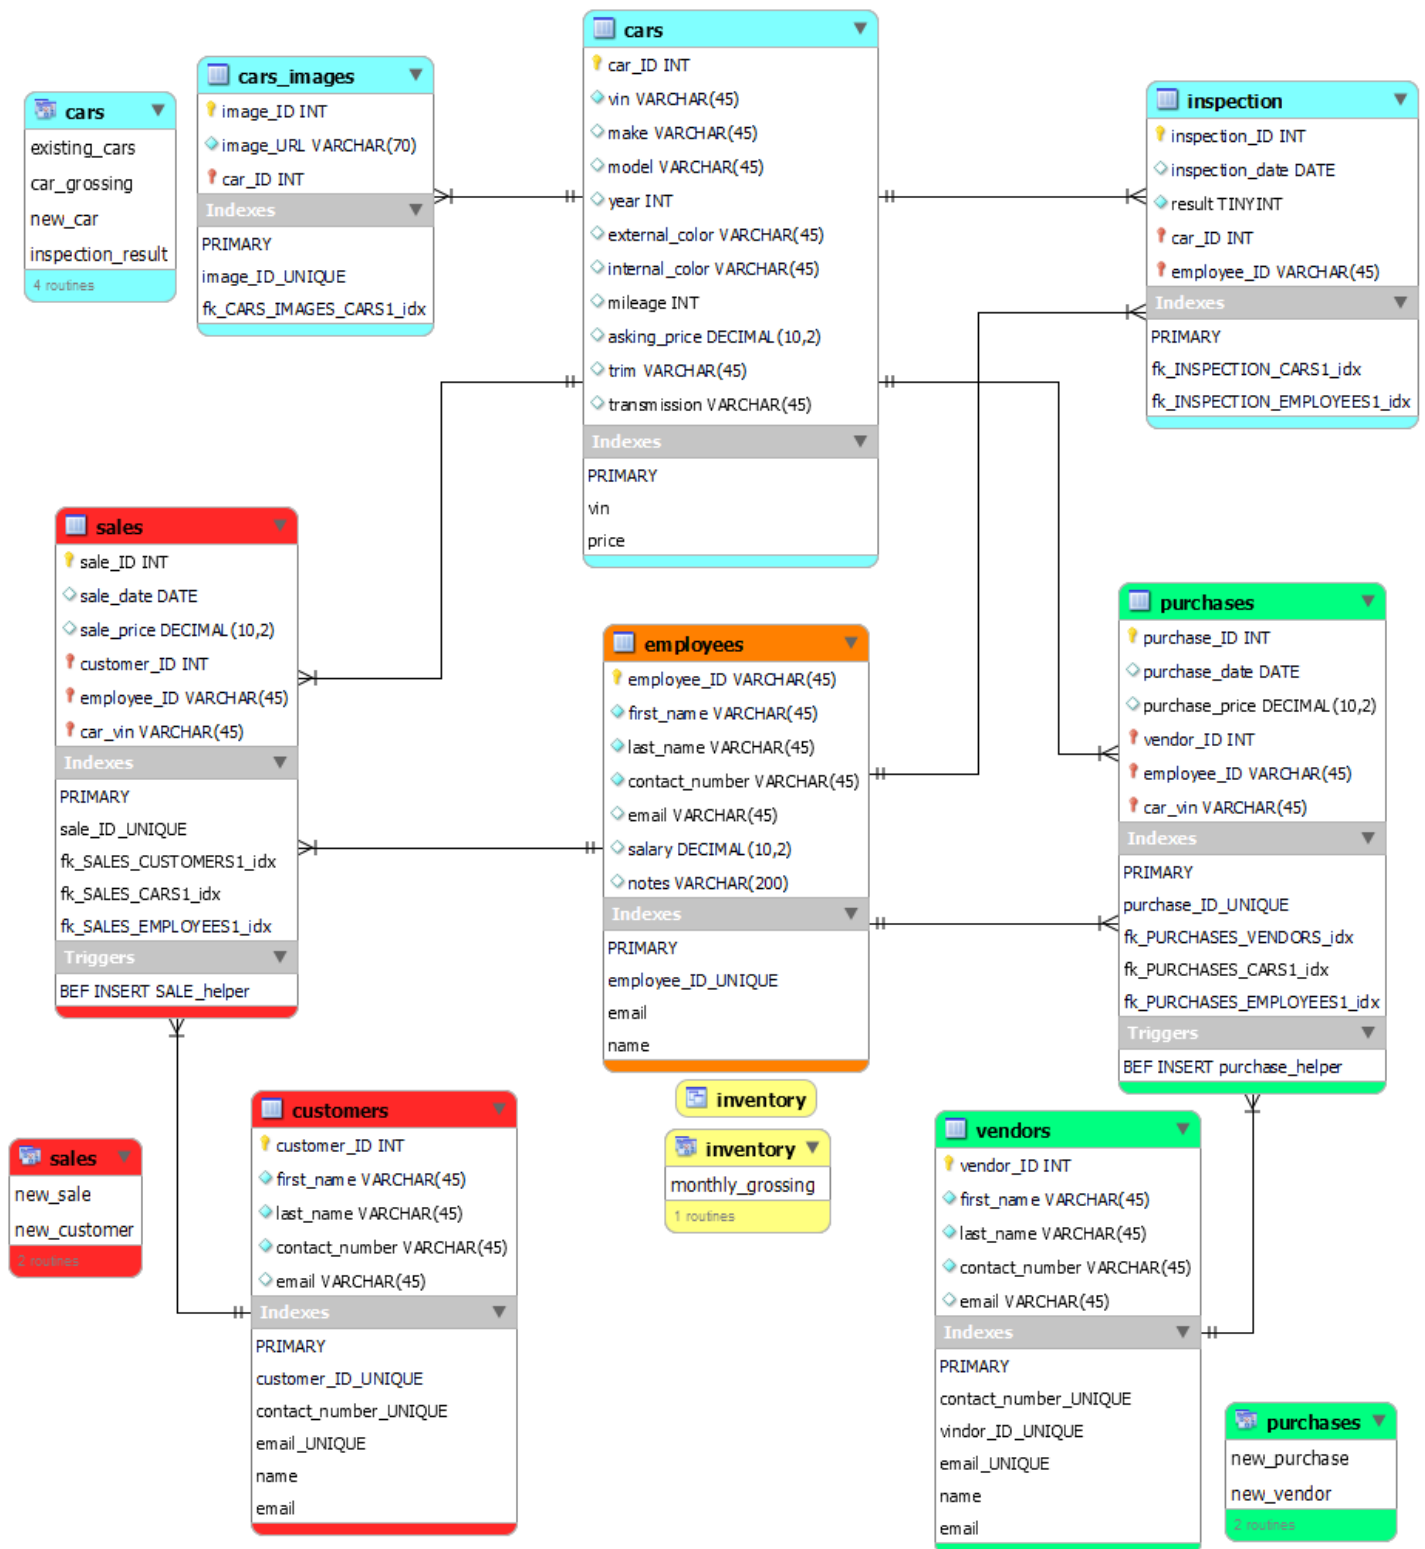 cars
existing_cars
car_grossing
new_car
inspection_result
4 routines
cars_images
image_ID INT
image_URL VARCHAR(70)
car_ID INT
Indexes
PRIMARY
image_ID_UNIQUE
fk_CARS_IMAGES_CARS1_idx
cars
car_ID INT
vin VARCHAR(45)
make VARCHAR(45)
model VARCHAR(45)
year INT
external_color VARCHAR(45)
internal_color VARCHAR(45)
mileage INT
asking_price DECIMAL(10,2)
trim VARCHAR(45)
transmission VARCHAR(45)
Indexes
PRIMARY
vin
price
inspection
inspection_ID INT
inspection_date DATE
result TINYINT
car_ID INT
employee_ID VARCHAR(45)
Indexes
PRIMARY
fk_INSPECTION_CARS1_idx
fk_INSPECTION_EMPLOYEES1_idx
sales
sale_ID INT
sale_date DATE
sale_price DECIMAL(10,2)
customer_ID INT
employee_ID VARCHAR(45)
car_vin VARCHAR(45)
Indexes
PRIMARY
sale_ID_UNIQUE
fk_SALES_CUSTOMERS1_idx
fk_SALES_CARS1_idx
fk_SALES_EMPLOYEES1_idx
Triggers
BEF INSERT SALE_helper
employees
employee_ID VARCHAR(45)
first_name VARCHAR(45)
last_name VARCHAR(45)
contact_number VARCHAR(45)
email VARCHAR(45)
salary DECIMAL(10,2)
notes VARCHAR(200)
Indexes
PRIMARY
employee_ID_UNIQUE
email
name
purchases
purchase_ID INT
purchase_date DATE
purchase_price DECIMAL(10,2)
vendor_ID INT
employee_ID VARCHAR(45)
car_vin VARCHAR(45)
Indexes
PRIMARY
purchase_ID_UNIQUE
fk_PURCHASES_VENDORS_idx
fk_PURCHASES_CARS1_idx
fk_PURCHASES_EMPLOYEES1_idx
Triggers
BEF INSERT purchase_helper
sales
new_sale
new_customer
2 routines
customers
customer_ID INT
first_name VARCHAR(45)
last_name VARCHAR(45)
contact_number VARCHAR(45)
email VARCHAR(45)
Indexes
PRIMARY
customer_ID_UNIQUE
contact_number_UNIQUE
email_UNIQUE
name
email
inventory
inventory
monthly_grossing
1 routines
vendors
vendor_ID INT
first_name VARCHAR(45)
last_name VARCHAR(45)
contact_number VARCHAR(45)
email VARCHAR(45)
Indexes
PRIMARY
contact_number_UNIQUE
vindor_ID_UNIQUE
email_UNIQUE
name
email
purchases
new_purchase
new_vendor
2 routines